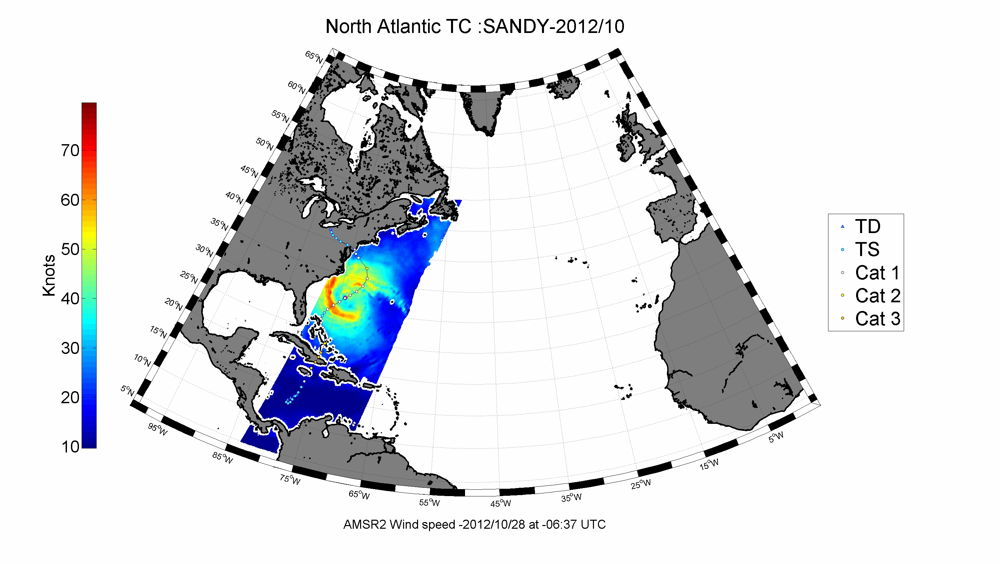 North Atlantic TC :SANDY-2012/10
65°N
60°N
55°N
50°N
45°N
40°N
35°N
30°N
25°N
20°N
15°N
10°N
5°N
95°W
85°W
75°W
65°W
55°W
45°W
35°W
25°W
15°W
5°W
70
60
50
40
30
20
10
Knots
TD
TS
Cat 1
Cat 2
Cat 3
AMSR2 Wind speed -2012/10/28 at -06:37 UTC